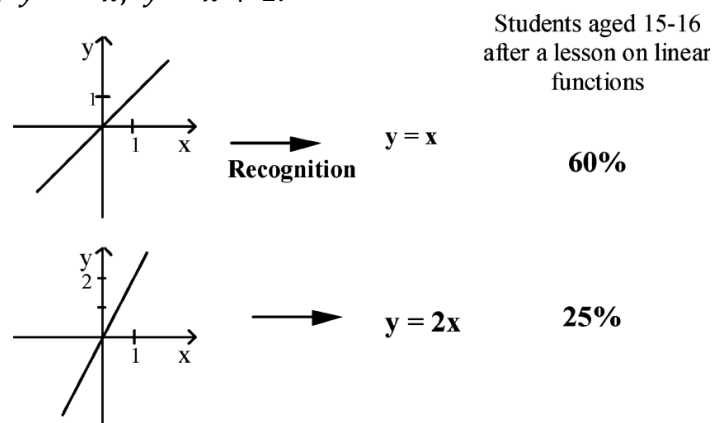 Students aged 15-16
after a lesson on linear
functions
y
1
1
x
Recognition
y = x
60%
y
2
1
x
y = 2x
25%